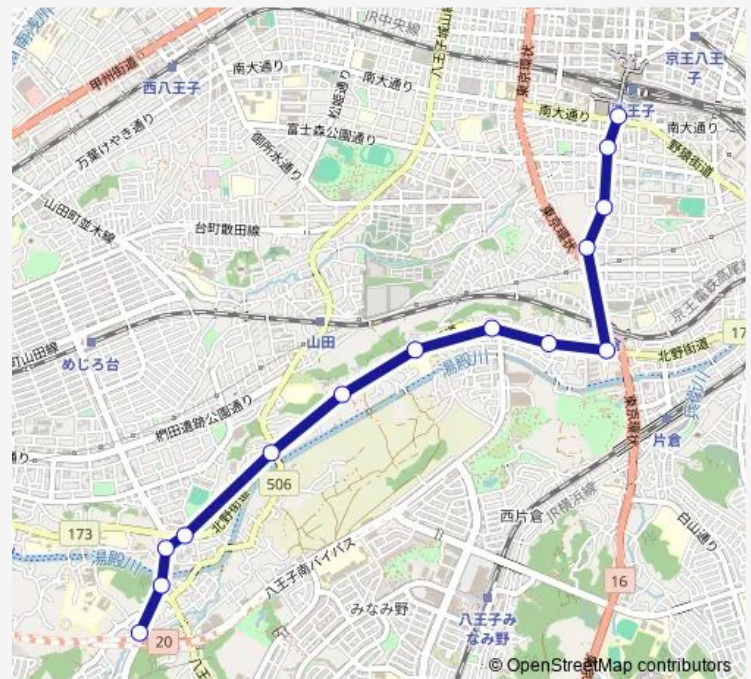 JR中央線
甲州街道
西八王子
南大通り
松姫通り
南大通り
八王子城山線
東京環状
京王八王
子
南大通り
王子
南大通り
野猿街道
富士森公園通り
御所水通り
万葉けやき通り
山田町並木線
台町散田線
東京環状
京王電鉄高尾
町山田線
めじろ台
山田
湯殿川
北野街道
17
東京環状
片倉
椚田遺跡公園通り
通り
506
北野街道
173
湯殿川
西片倉
JR横浜線
白山通り
八王子南バイパス
みなみ野
八王子み
なみ野
16
20
© OpenStreetMap contributors